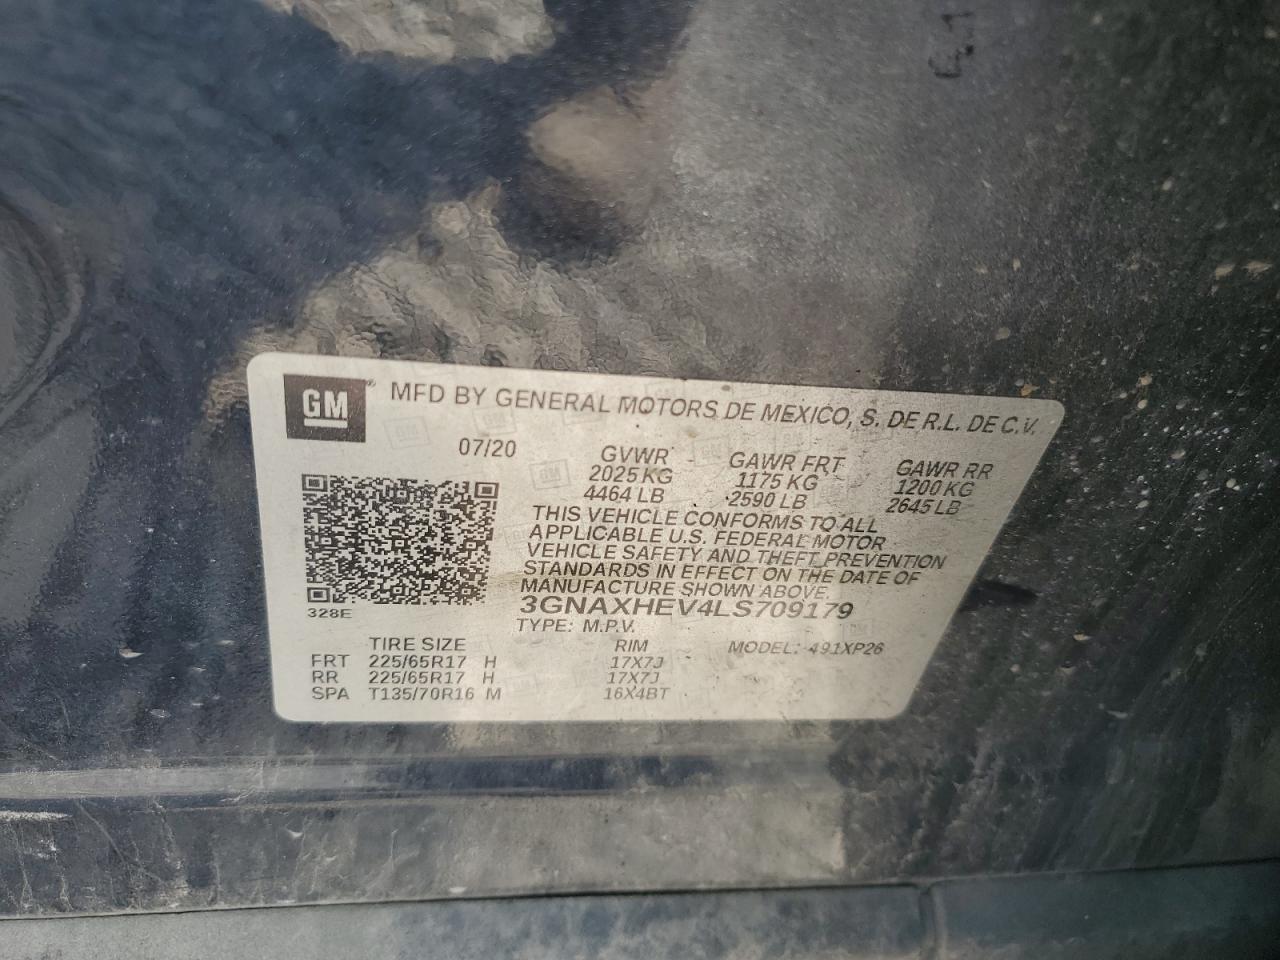 GM ® MFD BY GENERAL MOTORS DE MEXICO, S. DE R.L. DE C.V.
07/20 GVWR GAWR FRT GAWR RR
2025 KG 1175 KG 1200 KG
4464 LB 2590 LB 2645 LB
THIS VEHICLE CONFORMS TO ALL
APPLICABLE U.S. FEDERAL MOTOR
VEHICLE SAFETY AND THEFT PREVENTION
STANDARDS IN EFFECT ON THE DATE OF
MANUFACTURE SHOWN ABOVE.
328E 3GNAXHEV4LS709179
TYPE: M.P.V.
TIRE SIZE RIM MODEL: 491XP26
FRT 225/65R17 H 17X7J
RR 225/65R17 H 17X7J
SPA T135/70R16 M 16X4BT